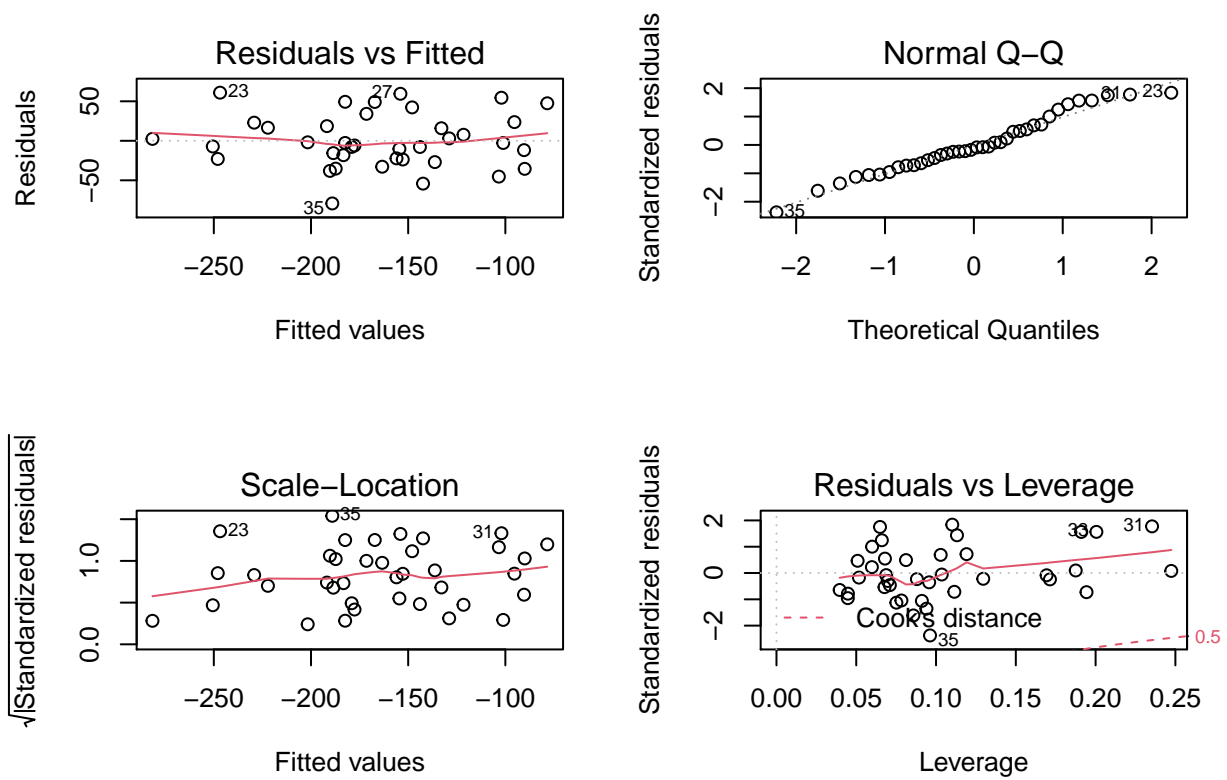 Residuals vs Fitted
Residuals
50
−50
23
27
35
−250 −200 −150 −100
Fitted values
Normal Q−Q
Standardized residuals
2
0
−2
31
23
35
−2 −1 0 1 2
Theoretical Quantiles
Scale−Location
√|Standardized residuals|
1.0
0.0
23
35
31
−250 −200 −150 −100
Fitted values
Residuals vs Leverage
Standardized residuals
2
0
−2
33
31
Cook's distance
35
0.5
0.00 0.05 0.10 0.15 0.20 0.25
Leverage